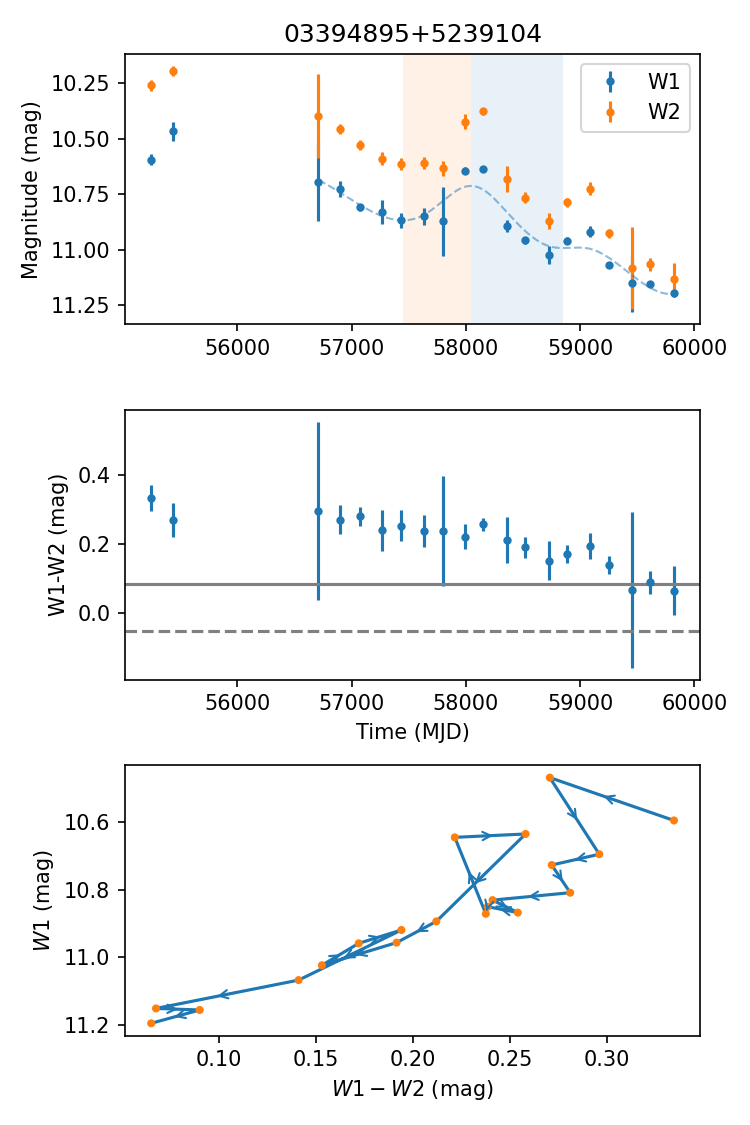 03394895+5239104
Magnitude (mag)
10.25
10.50
10.75
11.00
11.25
W1
W2
56000 57000 58000 59000 60000
W1-W2 (mag)
0.4
0.2
0.0
56000 57000 58000 59000 60000
Time (MJD)
W1 (mag)
10.6
10.8
11.0
11.2
0.10 0.15 0.20 0.25 0.30
W1 − W2 (mag)